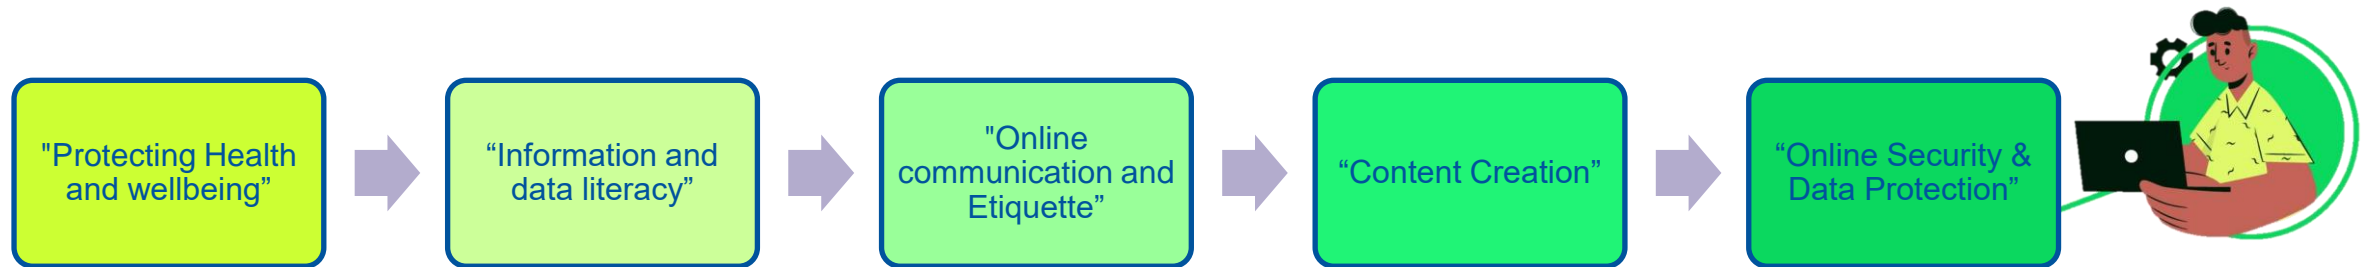 "Protecting Health
and wellbeing”
“Information and
data literacy”
"Online
communication and
Etiquette”
“Content Creation”
“Online Security &
Data Protection”